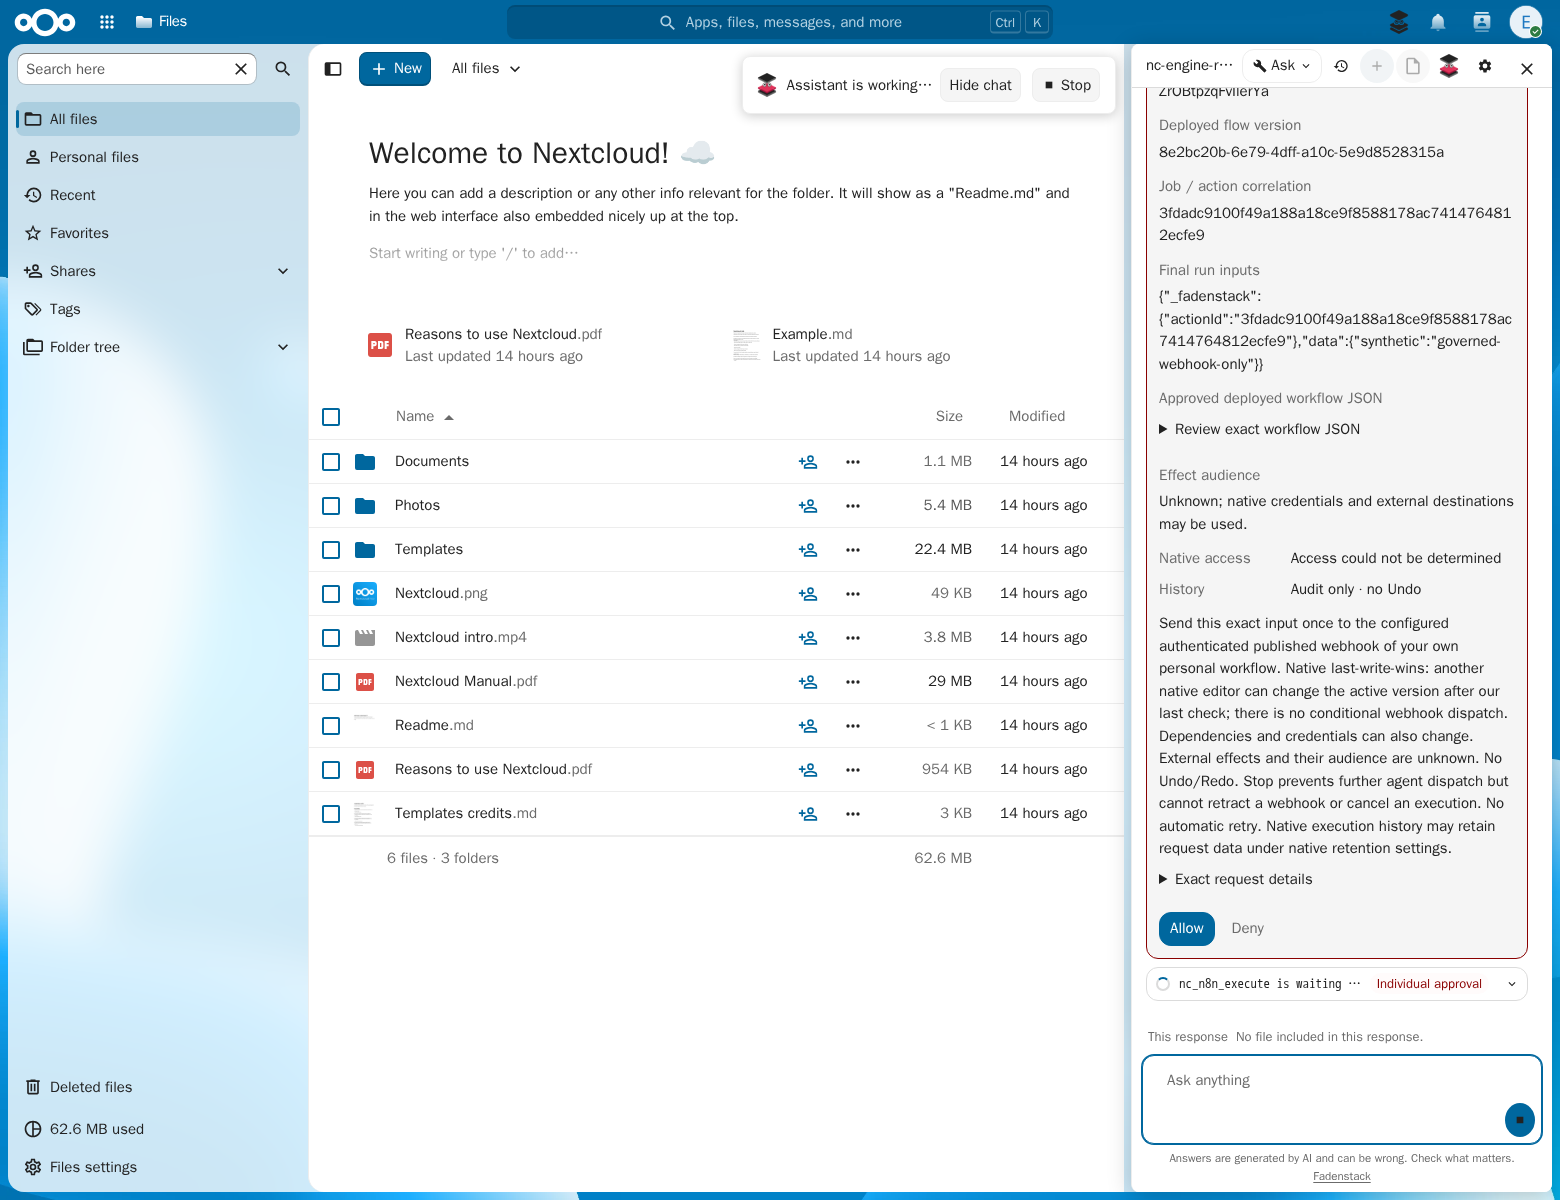 Files
Apps, files, messages, and more
Ctrl
K
E
Search here
All files
Personal files
Recent
Favorites
Shares
Tags
Folder tree
Deleted files
62.6 MB used
Files settings
New
All files
Assistant is working…
Hide chat
Stop
Welcome to Nextcloud! ☁️
Here you can add a description or any other info relevant for the folder. It will show as a "Readme.md" and
in the web interface also embedded nicely up at the top.
Start writing or type '/' to add…
Reasons to use Nextcloud.pdf
Last updated 14 hours ago
Example.md
Last updated 14 hours ago
Name
Size
Modified
Documents
1.1 MB
14 hours ago
Photos
5.4 MB
14 hours ago
Templates
22.4 MB
14 hours ago
Nextcloud.png
49 KB
14 hours ago
Nextcloud intro.mp4
3.8 MB
14 hours ago
PDF
Nextcloud Manual.pdf
29 MB
14 hours ago
Readme.md
< 1 KB
14 hours ago
PDF
Reasons to use Nextcloud.pdf
954 KB
14 hours ago
Templates credits.md
3 KB
14 hours ago
6 files · 3 folders
62.6 MB
nc-engine-r…
Ask
Deployed flow version
8e2bc20b-6e79-4dff-a10c-5e9d8528315a
Job / action correlation
3fdadc9100f49a188a18ce9f8588178ac741476481
2ecfe9
Final run inputs
{"_fadenstack":
{"actionId":"3fdadc9100f49a188a18ce9f8588178ac
7414764812ecfe9"},"data":{"synthetic":"governed-
webhook-only"}}
Approved deployed workflow JSON
Review exact workflow JSON
Effect audience
Unknown; native credentials and external destinations
may be used.
Native access
Access could not be determined
History
Audit only · no Undo
Send this exact input once to the configured
authenticated published webhook of your own
personal workflow. Native last-write-wins: another
native editor can change the active version after our
last check; there is no conditional webhook dispatch.
Dependencies and credentials can also change.
External effects and their audience are unknown. No
Undo/Redo. Stop prevents further agent dispatch but
cannot retract a webhook or cancel an execution. No
automatic retry. Native execution history may retain
request data under native retention settings.
Exact request details
Allow
Deny
nc_n8n_execute is waiting …
Individual approval
This response No file included in this response.
Ask anything
Answers are generated by AI and can be wrong. Check what matters.
Fadenstack